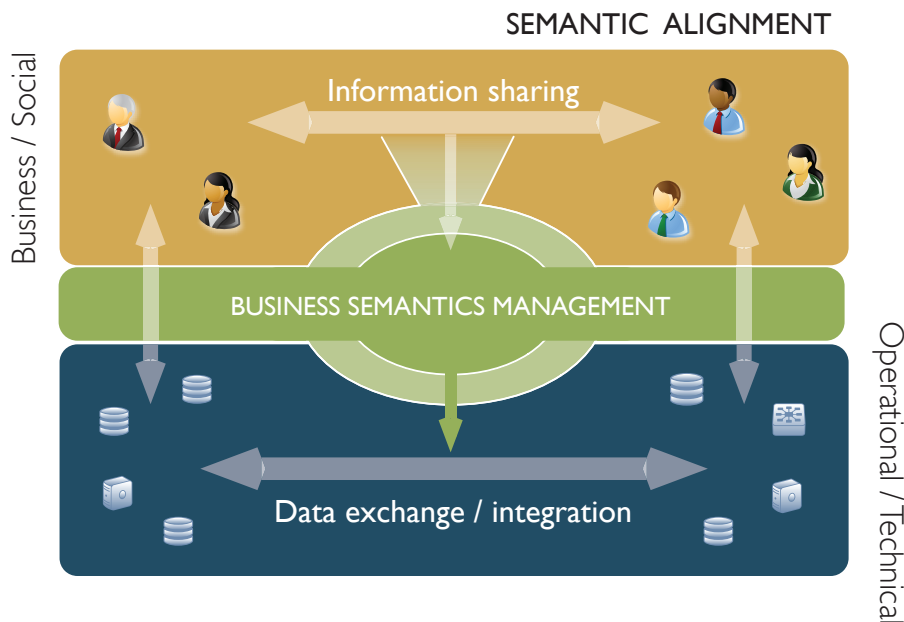 SEMANTIC ALIGNMENT
Business / Social
Information sharing
BUSINESS SEMANTICS MANAGEMENT
Operational / Technical
Data exchange / integration